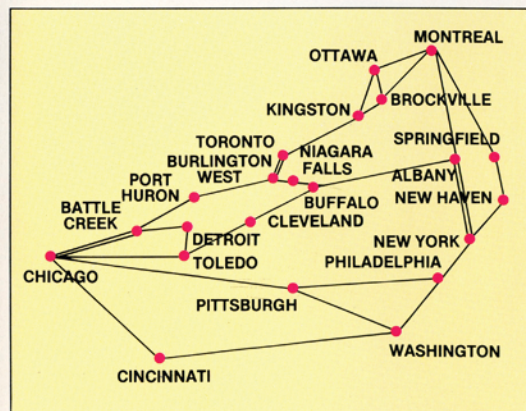 MONTREAL
OTTAWA
BROCKVILLE
KINGSTON
TORONTO
SPRINGFIELD
BURLINGTON
WEST
NIAGARA
FALLS
PORT
HURON
ALBANY
BUFFALO
NEW HAVEN
BATTLE
CREEK
CLEVELAND
DETROIT
NEW YORK
CHICAGO
TOLEDO
PHILADELPHIA
PITTSBURGH
WASHINGTON
CINCINNATI